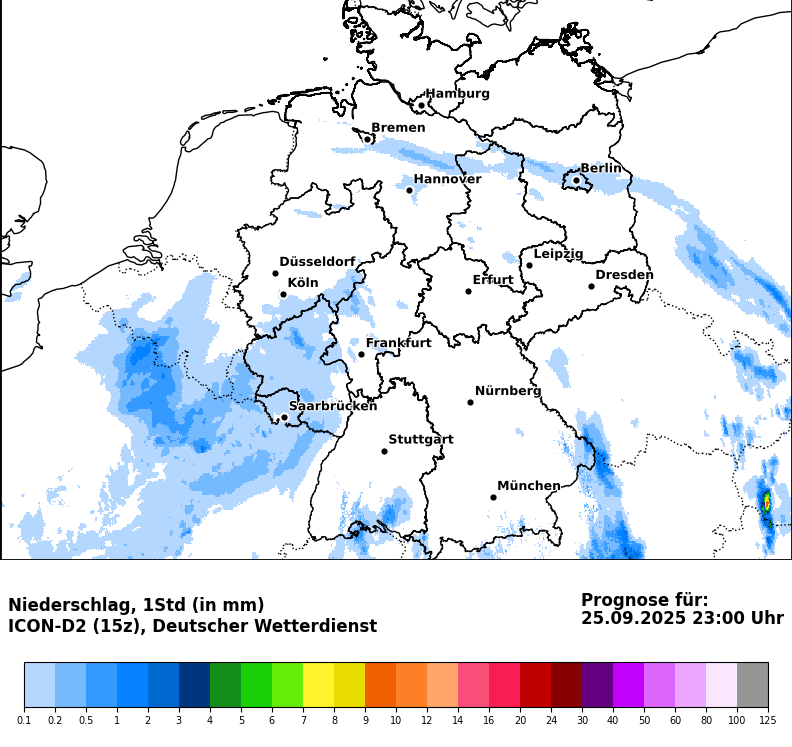 Hamburg
Bremen
Berlin
Hannover
Leipzig
Düsseldorf
Dresden
Köln
Erfurt
Frankfurt
Nürnberg
Saarbrücken
Stuttgart
München
Niederschlag, 1Std (in mm)
ICON-D2 (15z), Deutscher Wetterdienst
Prognose für:
25.09.2025 23:00 Uhr
0.1 0.2 0.5 1 2 3 4 5 6 7 8 9 10 12 14 16 20 24 30 40 50 60 80 100 125